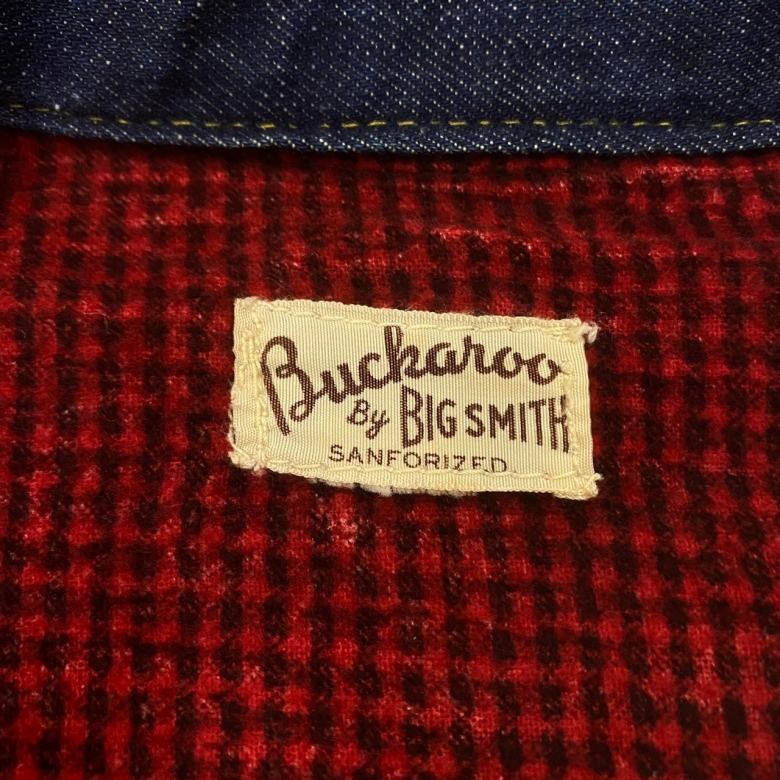 Buckaroo
By BIG SMITH
SANFORIZED